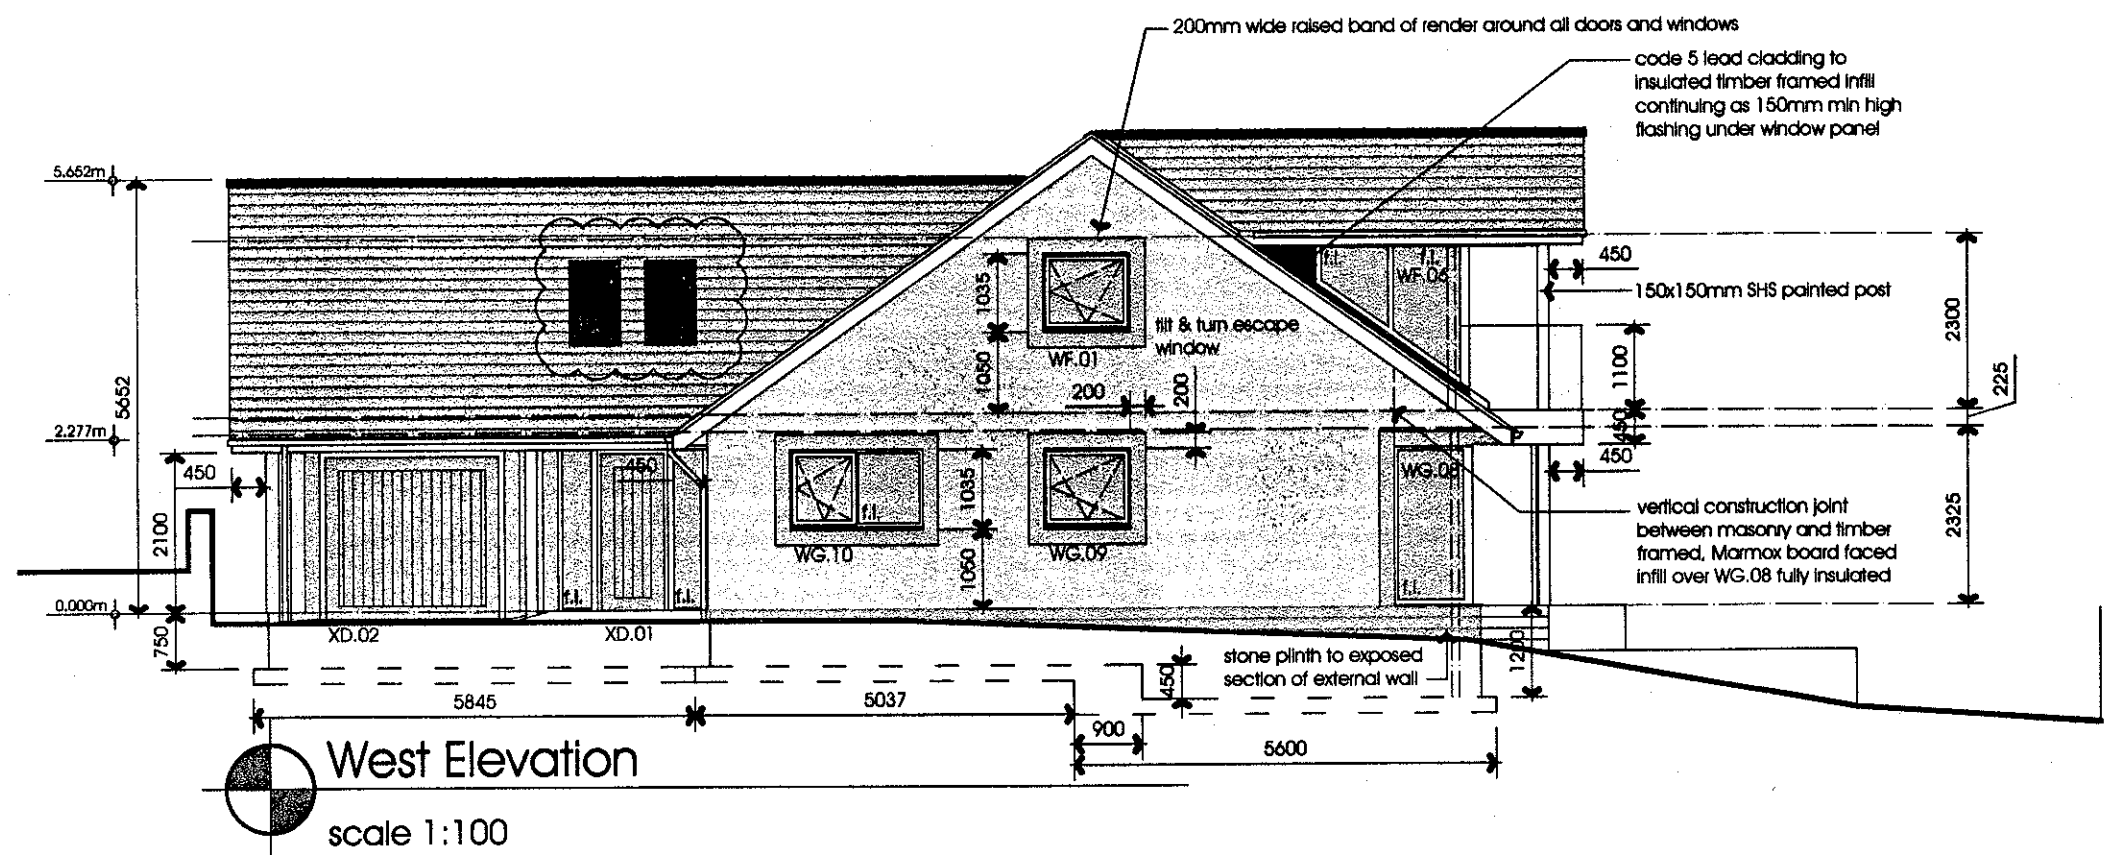 200mm wide raised band of render around all doors and windows
code 5 lead cladding to
insulated timber framed infill
continuing as 150mm min high
flashing under window panel
5.652m
f.l.
f.l.
WF.06
450
150x150mm SHS painted post
1035
tilt & turn escape
window
WF.01
1050
2300
1100
225
5652
200
200
450
2.277m
450
450
450
WG.08
2100
1035
f.l.
WG.10
WG.09
1050
vertical construction joint
between masonry and timber
framed, Marmox board faced
infill over WG.08 fully insulated
2325
f.l.
f.l.
f.l.
0.000m
750
XD.02
XD.01
stone plinth to exposed
section of external wall
1200
450
5845
5037
900
5600
West Elevation
scale 1:100